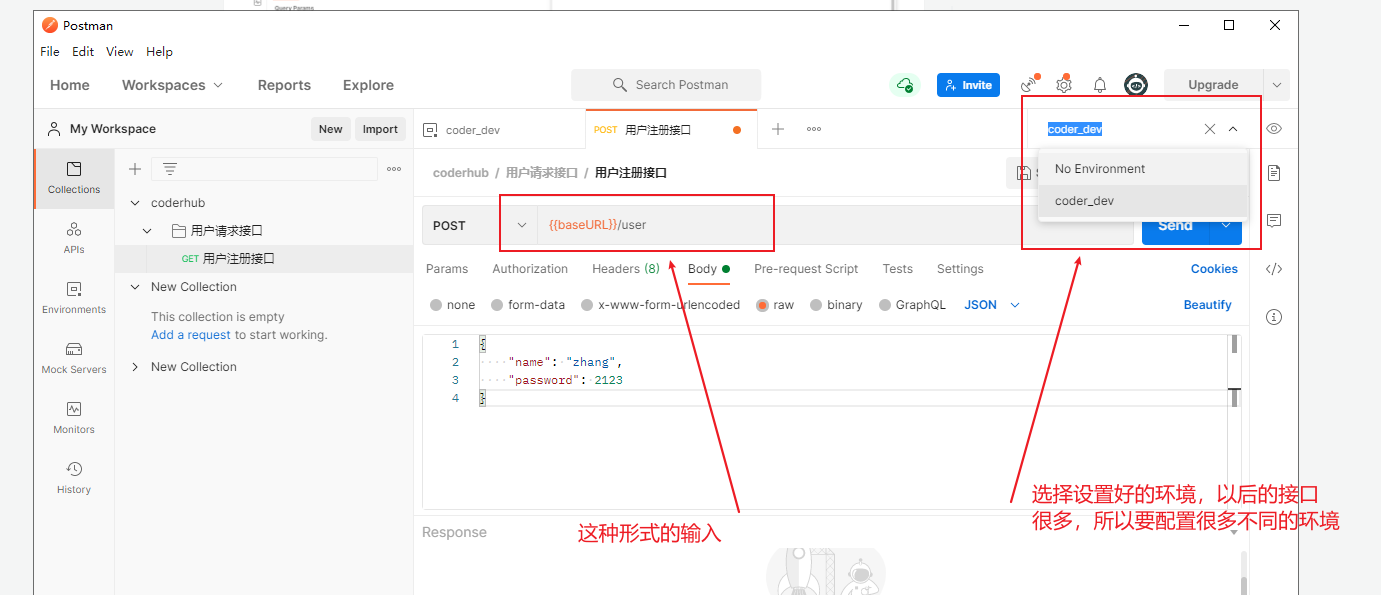 Query Params
Postman
File Edit View Help
Home Workspaces Reports Explore Search Postman Invite Upgrade
My Workspace New Import
coder_dev POST 用户注册接口
coder_dev
No Environment
coder_dev
Collections
APIs
Environments
Mock Servers
Monitors
History
coderhub
用户请求接口
GET 用户注册接口
New Collection
This collection is empty
Add a request to start working.
New Collection
coderhub / 用户请求接口 / 用户注册接口
POST {{baseURL}}/user Send
Params Authorization Headers (8) Body Pre-request Script Tests Settings Cookies
none form-data x-www-form-urlencoded raw binary GraphQL JSON Beautify
1 {
2 "name": "zhang",
3 "password": 2123
4 }
选择设置好的环境，以后的接口
很多，所以要配置很多不同的环境
这种形式的输入
Response